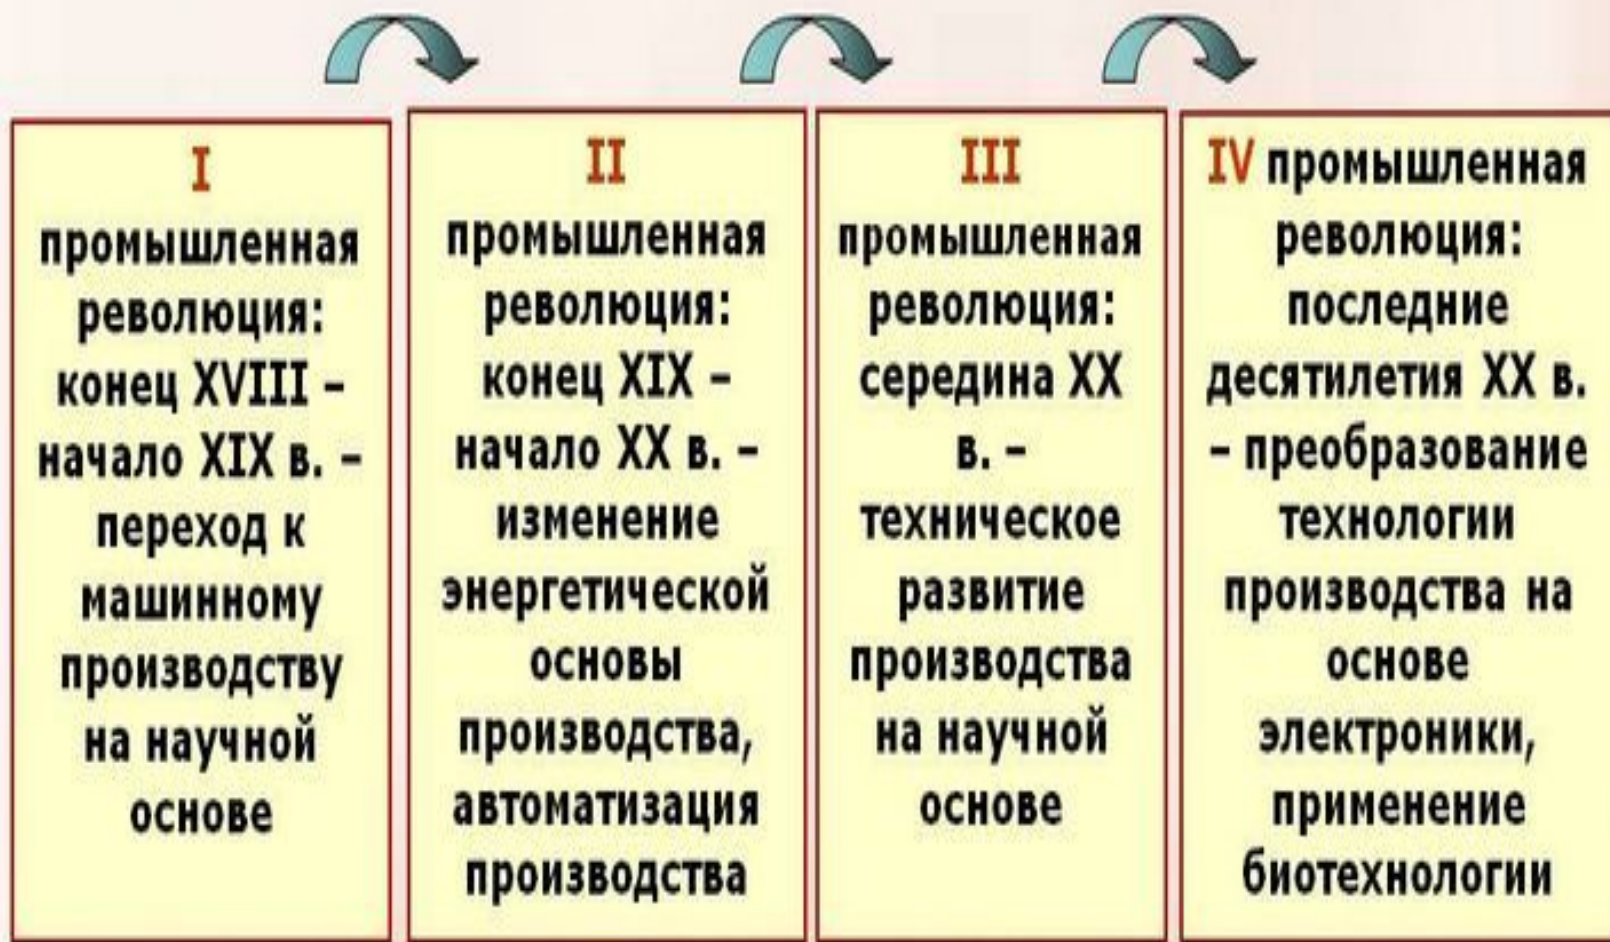 I
промышленная
революция:
конец XVIII –
начало XIX в. –
переход к
машинному
производству
на научной
основе
II
промышленная
революция:
конец XIX –
начало XX в. –
изменение
энергетической
основы
производства,
автоматизация
производства
III
промышленная
революция:
середина XX
в. –
техническое
развитие
производства
на научной
основе
IV промышленная
революция:
последние
десятилетия XX в.
– преобразование
технологии
производства на
основе
электроники,
применение
биотехнологии